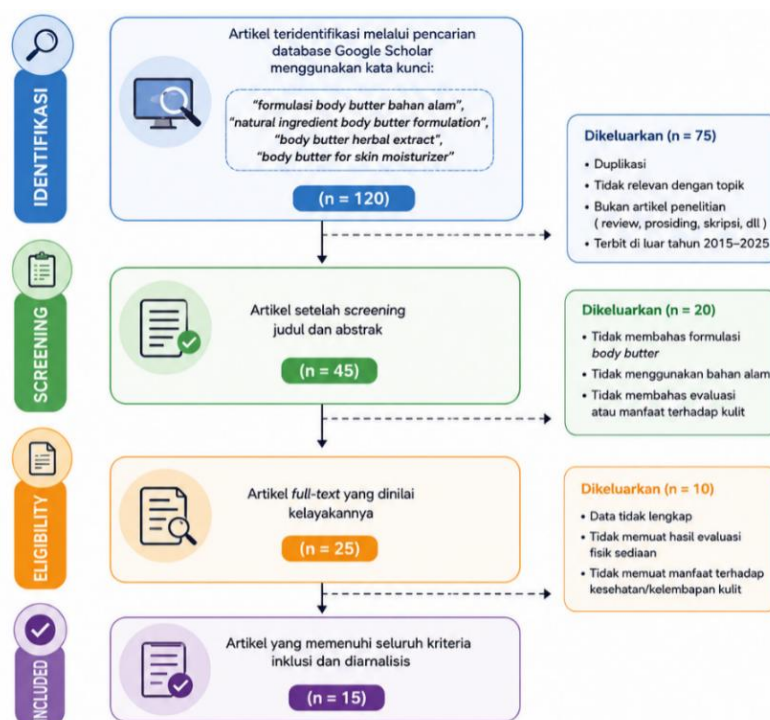 IDENTIFIKASI
Artikel teridentifikasi melalui pencarian
database Google Scholar
menggunakan kata kunci:
“formulasi body butter bahan alam”,
“natural ingredient body butter formulation”,
“body butter herbal extract”,
“body butter for skin moisturizer”
(n = 120)
Dikeluarkan (n = 75)
• Duplikasi
• Tidak relevan dengan topik
• Bukan artikel penelitian
( review, prosiding, skripsi, dll )
• Terbit di luar tahun 2015–2025
SCREENING
Artikel setelah screening
judul dan abstrak
(n = 45)
Dikeluarkan (n = 20)
• Tidak membahas formulasi
body butter
• Tidak menggunakan bahan alam
• Tidak membahas evaluasi
atau manfaat terhadap kulit
ELIGIBILITY
Artikel full-text yang dinilai
kelayakannya
(n = 25)
Dikeluarkan (n = 10)
• Data tidak lengkap
• Tidak memuat hasil evaluasi
fisik sediaan
• Tidak memuat manfaat terhadap
kesehatan/kelembapan kulit
INCLUDED
Artikel yang memenuhi seluruh kriteria
inklusi dan diarnalisis
(n = 15)